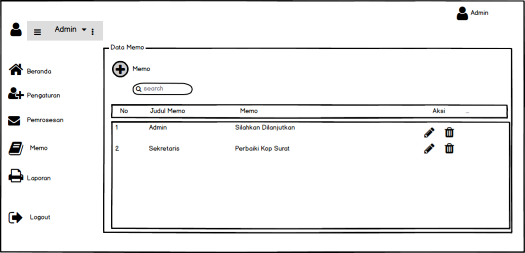 Admin
Admin
Data Memo
Memo
search
Beranda
Pengaturan
Pemrosesan
Memo
Laporan
Logout
No Judul Memo Memo Aksi ..
1 Admin Silahkan Dilanjutkan
2 Sekretaris Perbaiki Kop Surat